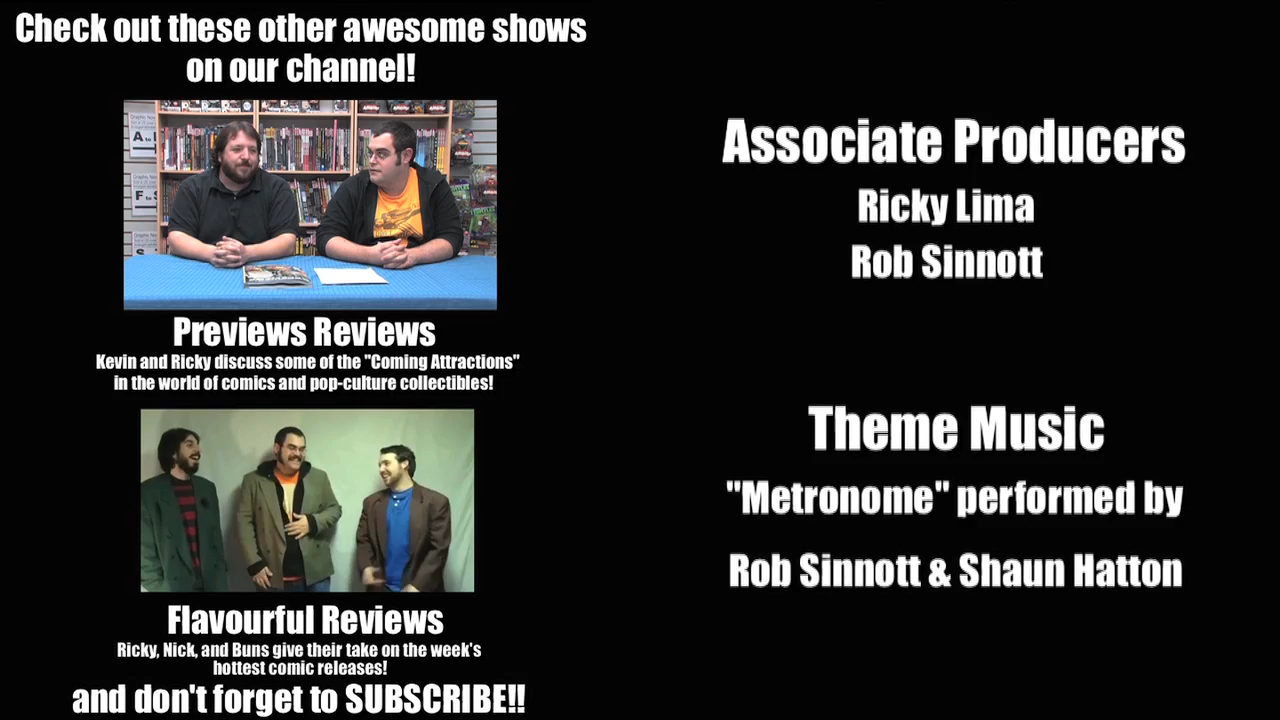 Check out these other awesome shows
on our channel!
A to
F to
Previews Reviews
Kevin and Ricky discuss some of the "Coming Attractions"
in the world of comics and pop-culture collectibles!
Flavourful Reviews
Ricky, Nick, and Buns give their take on the week's
hottest comic releases!
and don't forget to SUBSCRIBE!!
Associate Producers
Ricky Lima
Rob Sinnott
Theme Music
"Metronome" performed by
Rob Sinnott & Shaun Hatton